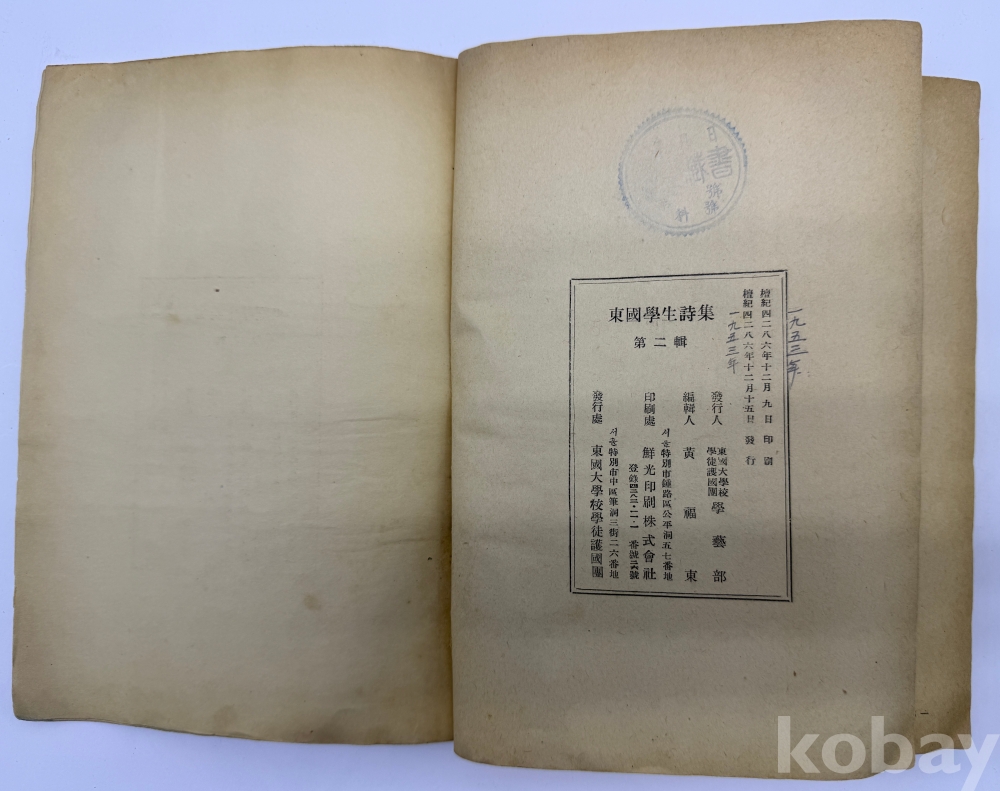 書
檀紀四二八六年十二月 九 日 印 刷
檀紀四二八六年十二月十五日 發 行
一九五三年
一九五三年
東國學生詩集
第二輯
發行人 東國大學校 學徒護國團 學藝部
編輯人 黃福東
서울特別市鍾路區公平洞五七番地
印刷處 鮮光印刷株式會社
發行處 서울特別市中區筆洞三街二六番地
東國大學校學徒護國團
kobay